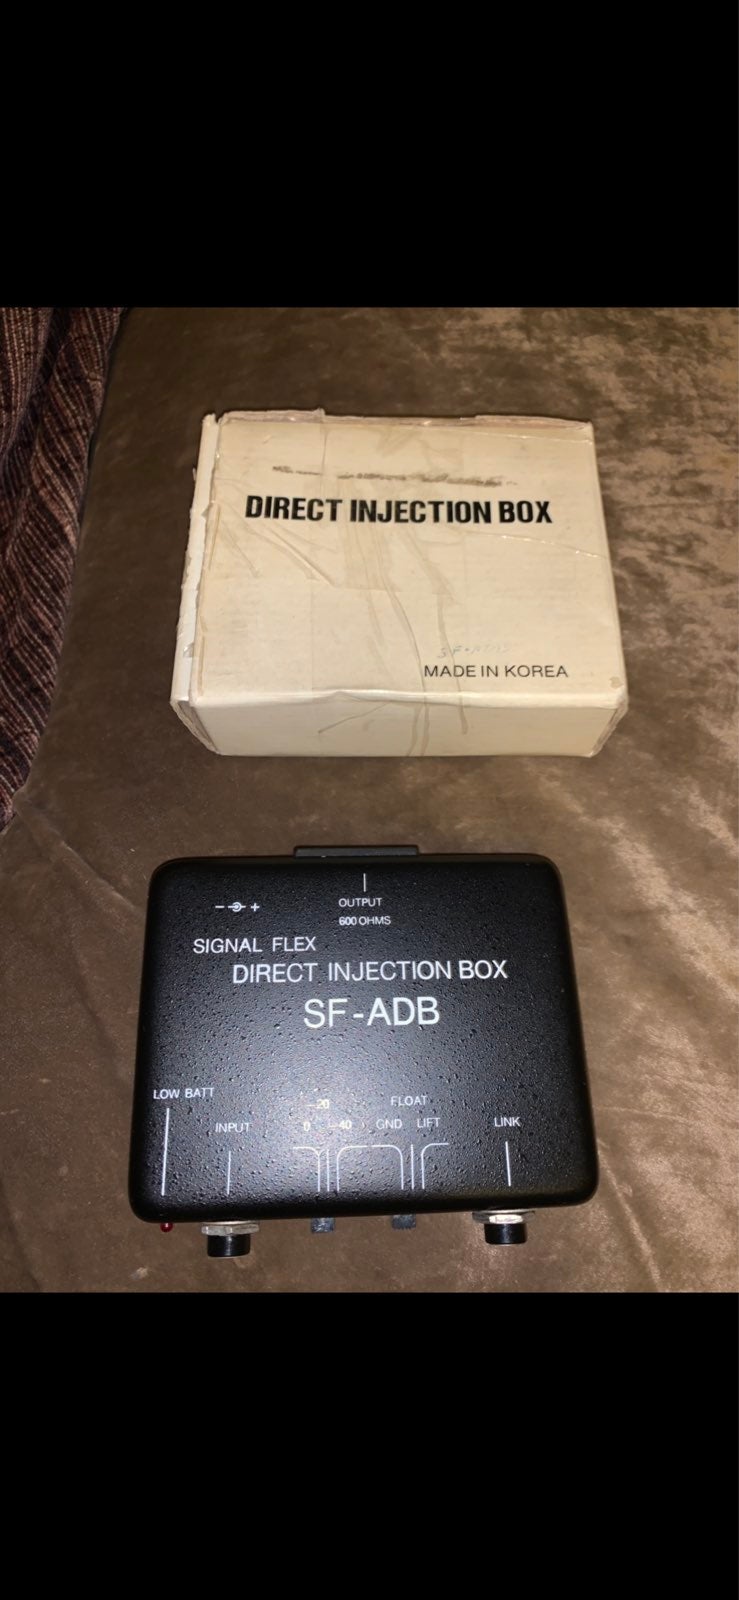 DIRECT INJECTION BOX
MADE IN KOREA
- +
OUTPUT
600 OHMS
SIGNAL FLEX
DIRECT INJECTION BOX
SF-ADB
LOW BATT
INPUT
-20
0 -40
FLOAT
GND LIFT
LINK